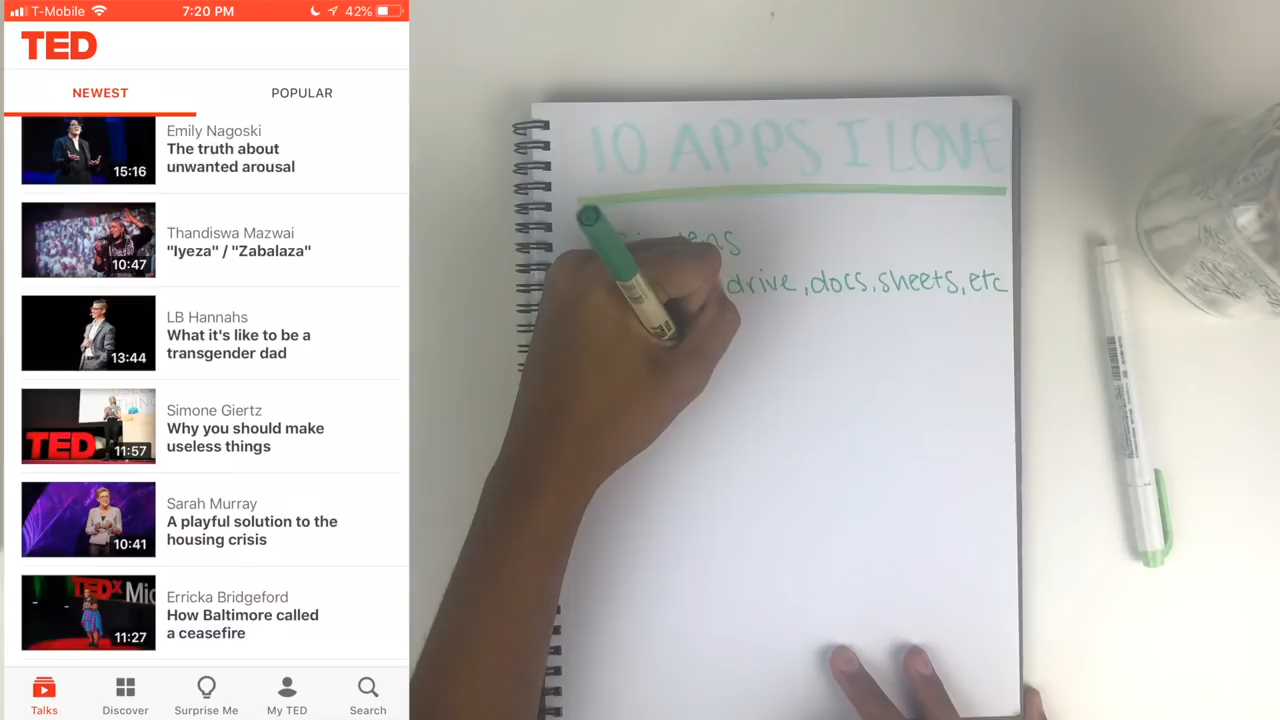 T-Mobile 7:20 PM 42%
TED
NEWEST POPULAR
Emily Nagoski
The truth about
unwanted arousal
15:16
Thandiswa Mazwai
"Iyeza" / "Zabalaza"
10:47
LB Hannahs
What it's like to be a
transgender dad
13:44
Simone Giertz
Why you should make
useless things
TED 11:57
Sarah Murray
A playful solution to the
housing crisis
10:41
TEDx Mic
Erricka Bridgeford
How Baltimore called
a ceasefire
11:27
Talks Discover Surprise Me My TED Search
10 APPS I LOVE
drive, docs, sheets, etc